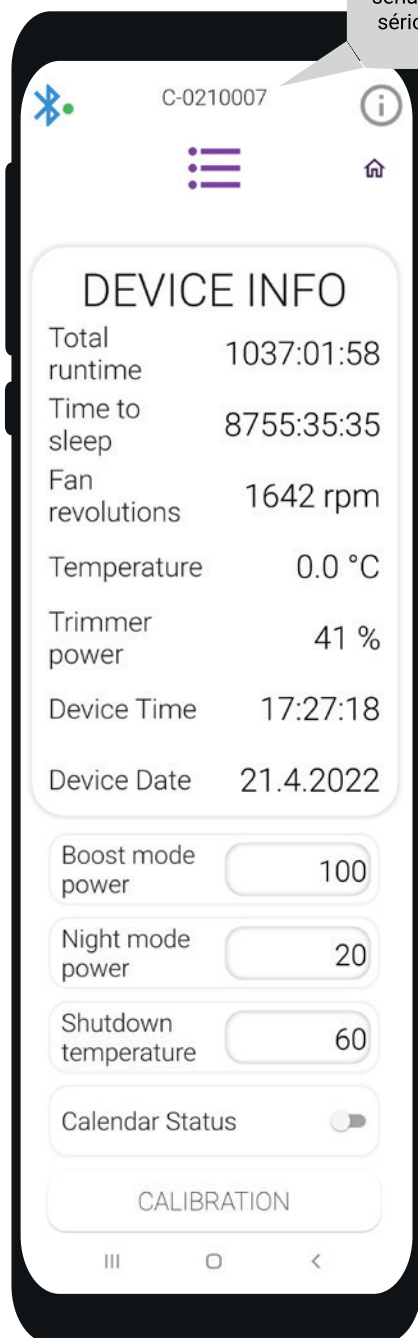 séric
C-0210007
DEVICE INFO
Total
runtime
1037:01:58
Time to
sleep
8755:35:35
Fan
revolutions
1642 rpm
Temperature
0.0 °C
Trimmer
power
41 %
Device Time
17:27:18
Device Date
21.4.2022
Boost mode
power
100
Night mode
power
20
Shutdown
temperature
60
Calendar Status
CALIBRATION